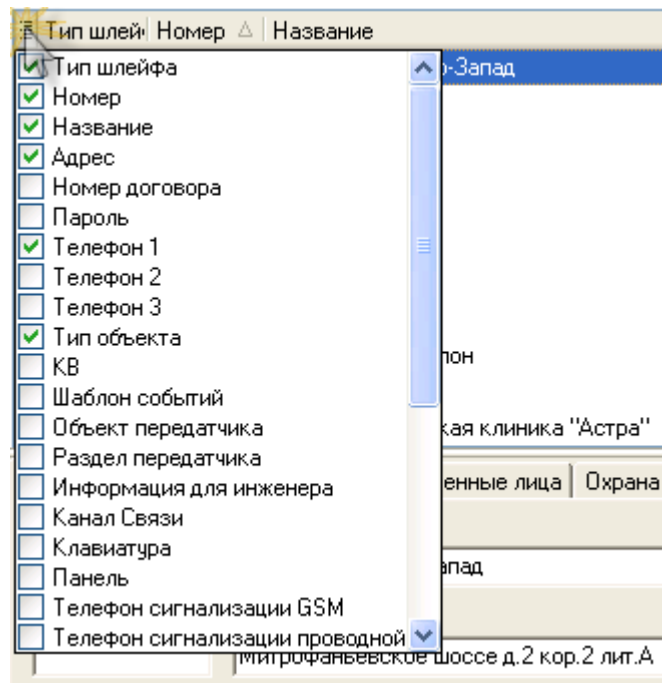 Тип шлей Номер Название
Тип шлейфа
-Запад
Номер
Название
Адрес
Номер договора
Пароль
Телефон 1
Телефон 2
Телефон 3
Тип объекта
КВ
лон
Шаблон событий
Объект передатчика
кая клиника "Астра"
Раздел передатчика
Информация для инженера
енные лица Охрана
Канал Связи
Клавиатура
Панель
апад
Телефон сигнализации GSM
Телефон сигнализации проводной
Митрофаньевское шоссе д.2 кор.2 лит.А